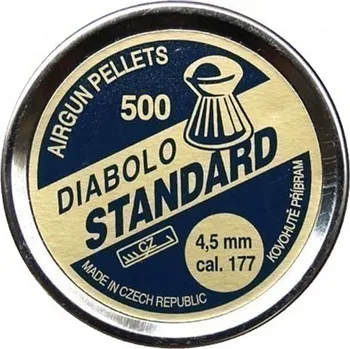 AIRGUN PELLETS
500
DIABOLO
STANDARD
CZ
4,5 mm
cal. 177
MADE IN CZECH REPUBLIC
KOVOHUTĚ PŘÍBRAM